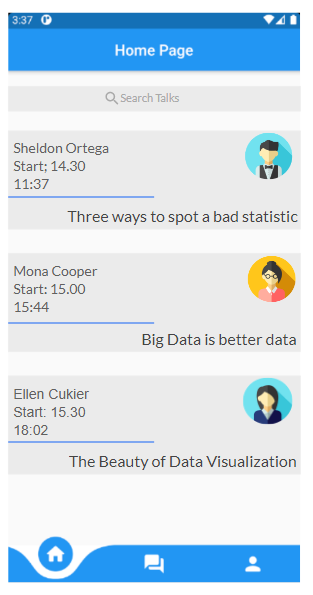 3:37
Home Page
Search Talks
Sheldon Ortega
Start; 14.30
11:37
Three ways to spot a bad statistic
Mona Cooper
Start: 15.00
15:44
Big Data is better data
Ellen Cukier
Start: 15.30
18:02
The Beauty of Data Visualization